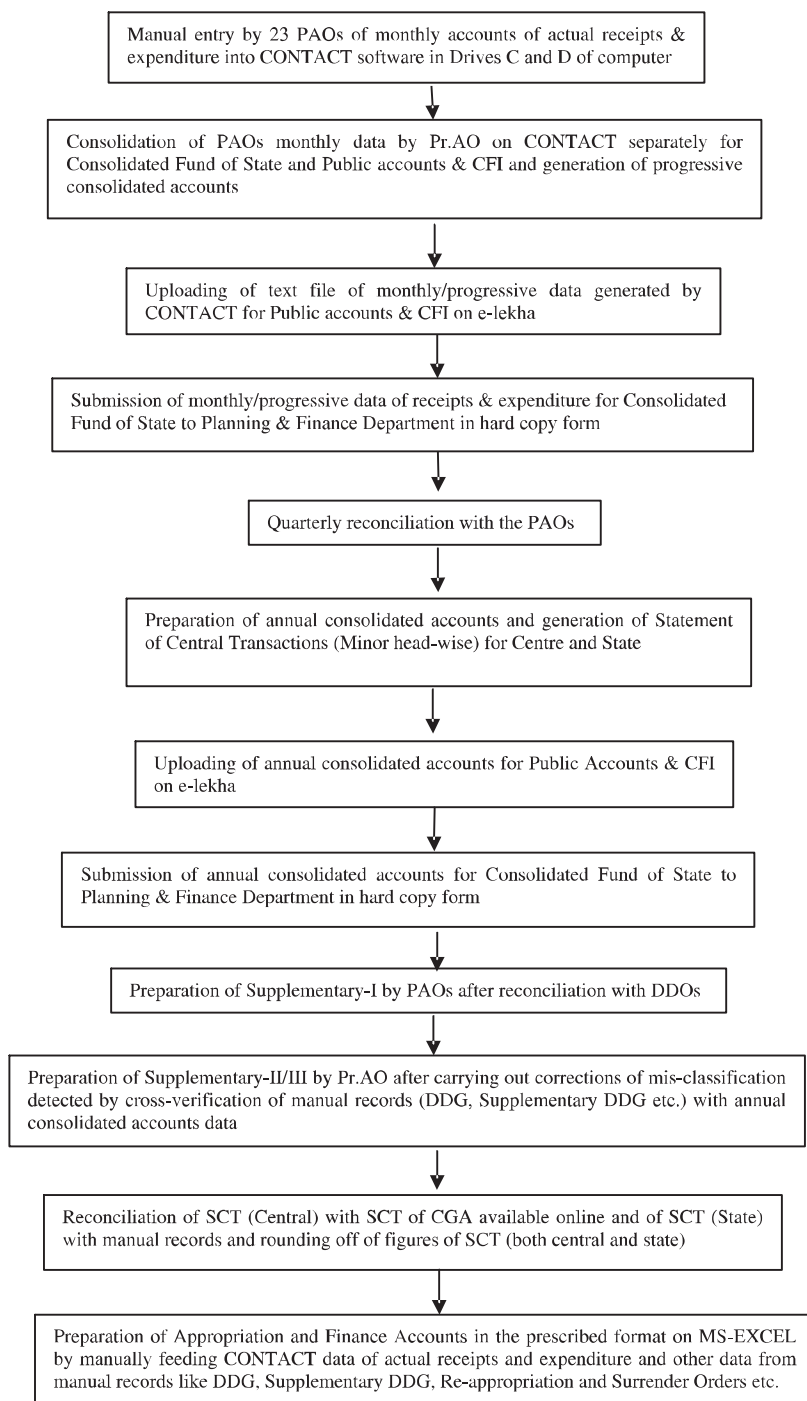 Manual entry by 23 PAOs of monthly accounts of actual receipts &
expenditure into CONTACT software in Drives C and D of computer
Consolidation of PAOs monthly data by Pr.AO on CONTACT separately for
Consolidated Fund of State and Public accounts & CFI and generation of progressive
consolidated accounts
Uploading of text file of monthly/progressive data generated by
CONTACT for Public accounts & CFI on e-lekha
Submission of monthly/progressive data of receipts & expenditure for Consolidated
Fund of State to Planning & Finance Department in hard copy form
Quarterly reconciliation with the PAOs
Preparation of annual consolidated accounts and generation of Statement
of Central Transactions (Minor head-wise) for Centre and State
Uploading of annual consolidated accounts for Public Accounts & CFI
on e-lekha
Submission of annual consolidated accounts for Consolidated Fund of State to
Planning & Finance Department in hard copy form
Preparation of Supplementary-I by PAOs after reconciliation with DDOs
Preparation of Supplementary-II/III by Pr.AO after carrying out corrections of mis-classification
detected by cross-verification of manual records (DDG, Supplementary DDG etc.) with annual
consolidated accounts data
Reconciliation of SCT (Central) with SCT of CGA available online and of SCT (State)
with manual records and rounding off of figures of SCT (both central and state)
Preparation of Appropriation and Finance Accounts in the prescribed format on MS-EXCEL
by manually feeding CONTACT data of actual receipts and expenditure and other data from
manual records like DDG, Supplementary DDG, Re-appropriation and Surrender Orders etc.